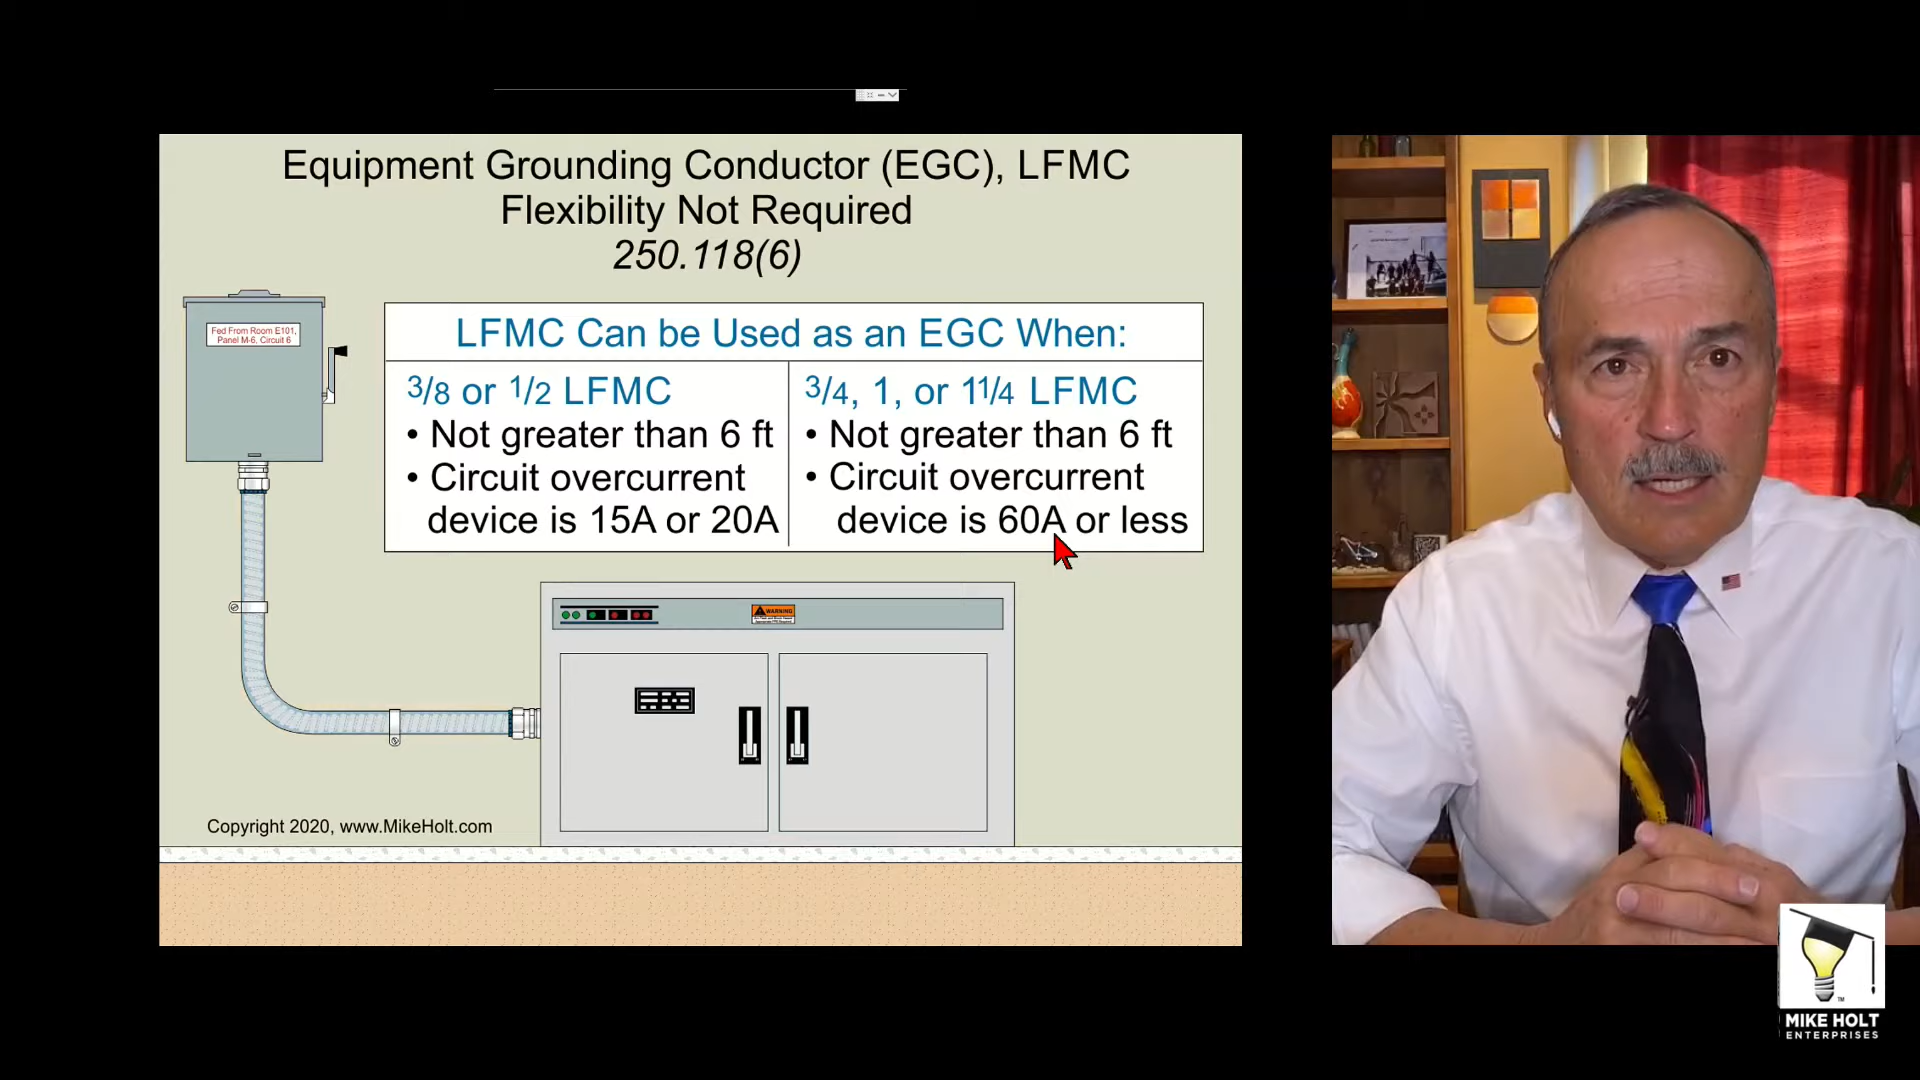 Equipment Grounding Conductor (EGC), LFMC
Flexibility Not Required
250.118(6)
Fed From Room E101,
Panel M-6, Circuit 6
LFMC Can be Used as an EGC When:
3/8 or 1/2 LFMC
• Not greater than 6 ft
• Circuit overcurrent
device is 15A or 20A
3/4, 1, or 11/4 LFMC
• Not greater than 6 ft
• Circuit overcurrent
device is 60A or less
WARNING
Copyright 2020, www.MikeHolt.com
TM
MIKE HOLT
ENTERPRISES